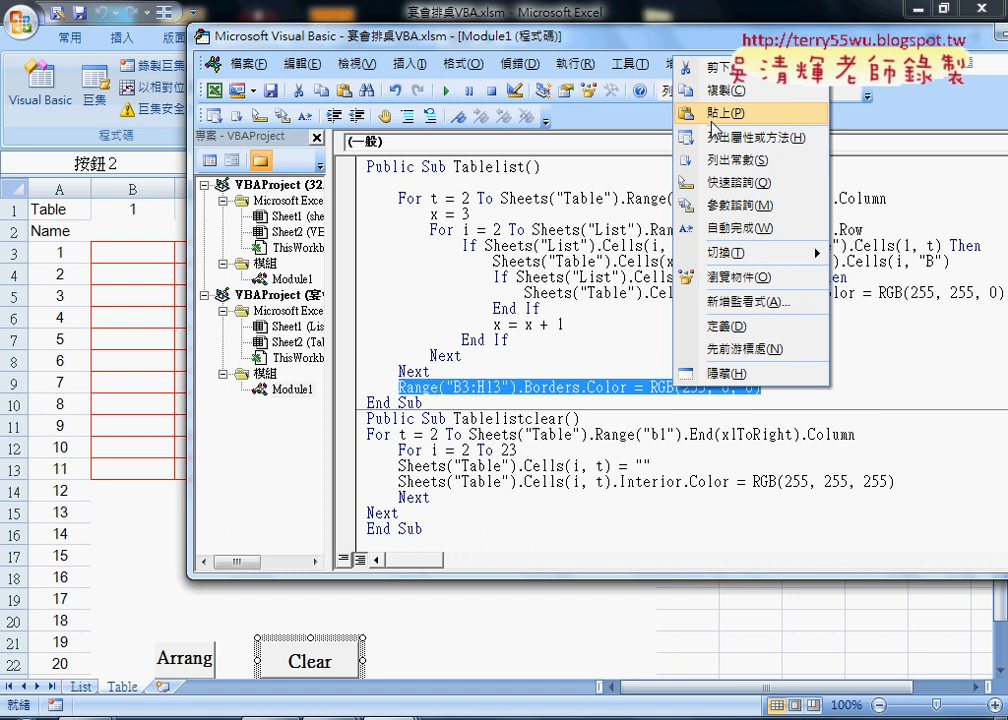 宴會排桌VBA.xlsm - Microsoft Excel
常用 插入 版面
Visual Basic 巨集
錄製巨集
以相對位
巨集安全
程式碼
按鈕2
A B
1 Table 1
2 Name
3 1
4 2
5 3
6 4
7 5
8 6
9 7
10 8
11 9
12 10
13 11
14 12
15 13
16 14
17 15
18 16
19 17
20 18
21 19
22 20
Arrang Clear
List Table
就緒 100%
Microsoft Visual Basic - 宴會排桌VBA.xlsm - [Module1 (程式碼)]
檔案(F) 編輯(E) 檢視(V) 插入(I) 格式(O) 偵錯(D) 執行(R) 工具(T)
http://terry55wu.blogspot.tw
吳清輝老師錄製
專案 - VBAProject
VBAProject (32.
Microsoft Exce
Sheet1 (she
Sheet2 (VE
ThisWorkb
模組
Module1
VBAProject (宴
Microsoft Exce
Sheet1 (List
Sheet2 (Tab
ThisWorkb
模組
Module1
(一般)
Public Sub Tablelist()
For t = 2 To Sheets("Table").Range( Column
x = 3
For i = 2 To Sheets("List").Ran .Row
If Sheets("List").Cells(i, ").Cells(1, t) Then
Sheets("Table").Cells(x ).Cells(i, "B")
If Sheets("List").Cells en
Sheets("Table").Cel olor = RGB(255, 255, 0)
End If
x = x + 1
End If
Next
Next
Range("B3:H13").Borders.Color = RGB(255, 0, 0)
End Sub
Public Sub Tablelistclear()
For t = 2 To Sheets("Table").Range("b1").End(xlToRight).Column
For i = 2 To 23
Sheets("Table").Cells(i, t) = ""
Sheets("Table").Cells(i, t).Interior.Color = RGB(255, 255, 255)
Next
Next
End Sub
剪下
複製(C)
貼上(P)
列出屬性或方法(H)
列出常數(S)
快速諮詢(Q)
參數諮詢(M)
自動完成(W)
切換(T)
瀏覽物件(O)
新增監看式(A)...
定義(D)
先前游標處(N)
隱藏(H)